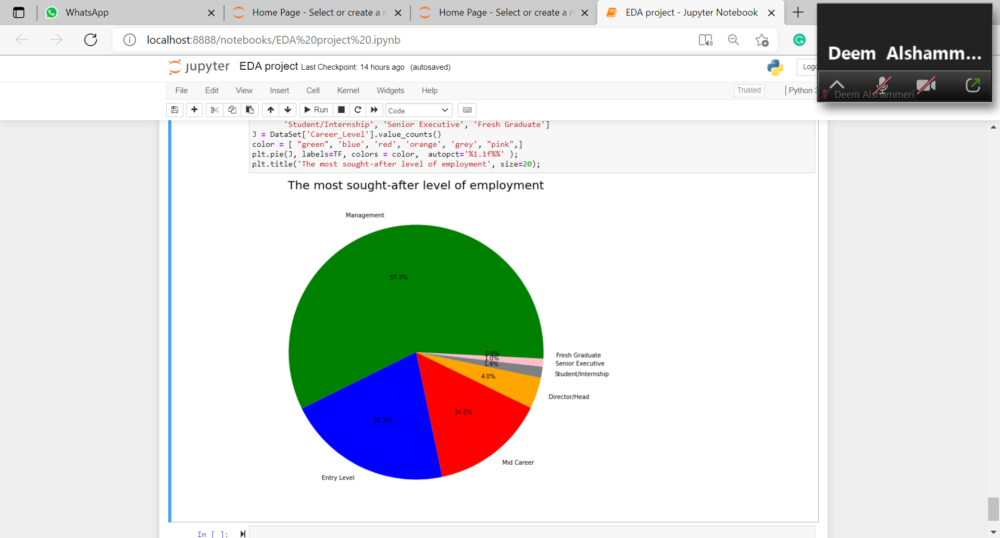 WhatsApp
Home Page - Select or create a n
Home Page - Select or create a n
EDA project - Jupyter Notebook
localhost:8888/notebooks/EDA%20project%20.ipynb
Deem Alshamm...
Deem Alshammeri
jupyter EDA project Last Checkpoint: 14 hours ago (autosaved)
Logo
File Edit View Insert Cell Kernel Widgets Help
Trusted
Python 3
Run
Code
'Student/Internship', 'Senior Executive', 'Fresh Graduate']
J = DataSet['Career_Level'].value_counts()
color = [ "green", 'blue', 'red', 'orange', 'grey', "pink",]
plt.pie(J, labels=TF, colors = color,  autopct='%1.1f%%' );
plt.title('The most sought-after level of employment', size=20);
The most sought-after level of employment
Management
57.3%
0.8%
Fresh Graduate
1.0%
Senior Executive
1.4%
Student/Internship
4.0%
Director/Head
14.5%
21.0%
Mid Career
Entry Level
In [ ]: